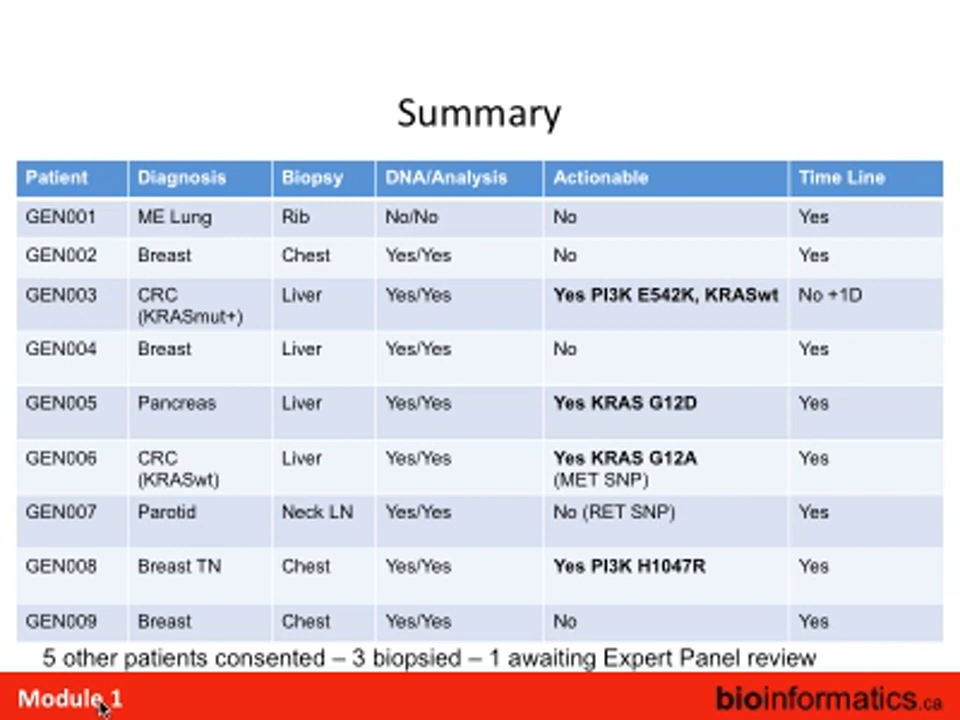 Summary
Patient Diagnosis Biopsy DNA/Analysis Actionable Time Line
GEN001 ME Lung Rib No/No No Yes
GEN002 Breast Chest Yes/Yes No Yes
GEN003 CRC Liver Yes/Yes Yes PI3K E542K, KRASwt No +1D
(KRASmut+)
GEN004 Breast Liver Yes/Yes No Yes
GEN005 Pancreas Liver Yes/Yes Yes KRAS G12D Yes
GEN006 CRC Liver Yes/Yes Yes KRAS G12A Yes
(KRASwt) (MET SNP)
GEN007 Parotid Neck LN Yes/Yes No (RET SNP) Yes
GEN008 Breast TN Chest Yes/Yes Yes PI3K H1047R Yes
GEN009 Breast Chest Yes/Yes No Yes
5 other patients consented – 3 biopsied – 1 awaiting Expert Panel review
Module 1 bioinformatics.ca